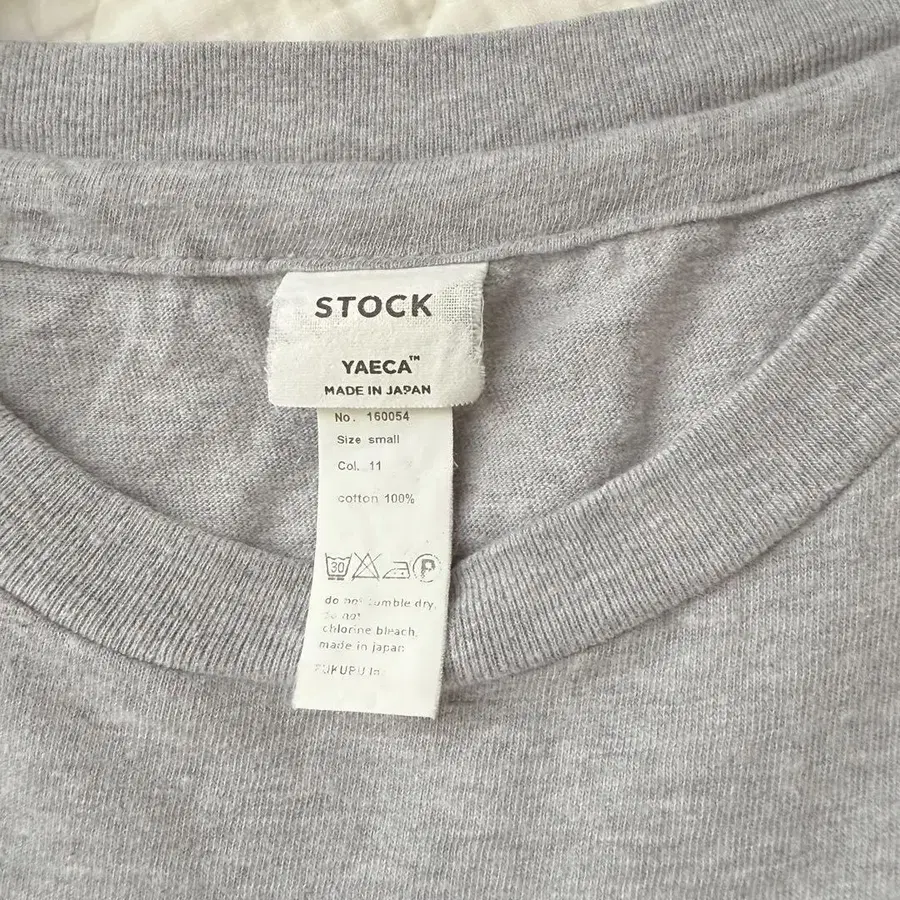 STOCK
YAECA™
MADE IN JAPAN
No. 160054
Size small
Col. 11
cotton 100%
30 P
do not tumble dry,
do not
chlorine bleach,
made in japan